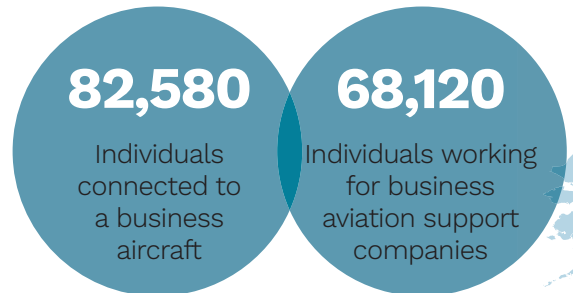 82,580
Individuals
connected to
a business
aircraft
68,120
Individuals working
for business
aviation support
companies